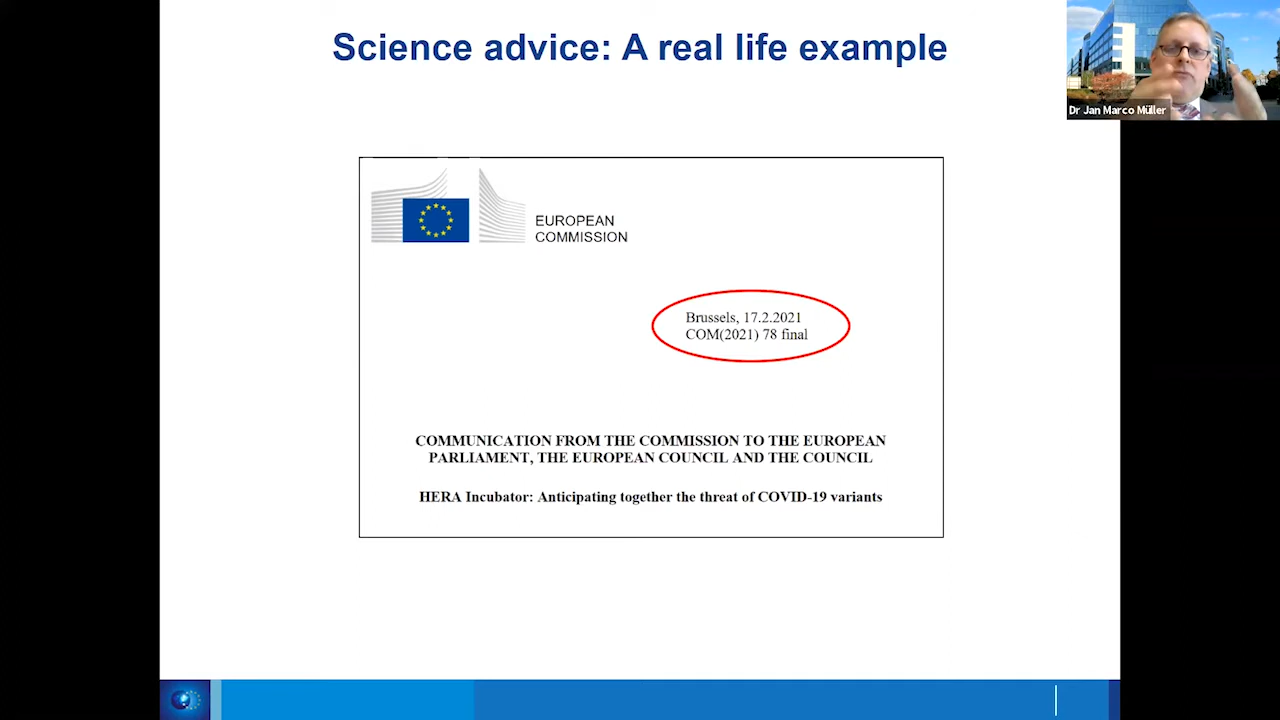 Science advice: A real life example
Dr Jan Marco Müller
EUROPEAN
COMMISSION
Brussels, 17.2.2021
COM(2021) 78 final
COMMUNICATION FROM THE COMMISSION TO THE EUROPEAN
PARLIAMENT, THE EUROPEAN COUNCIL AND THE COUNCIL
HERA Incubator: Anticipating together the threat of COVID-19 variants